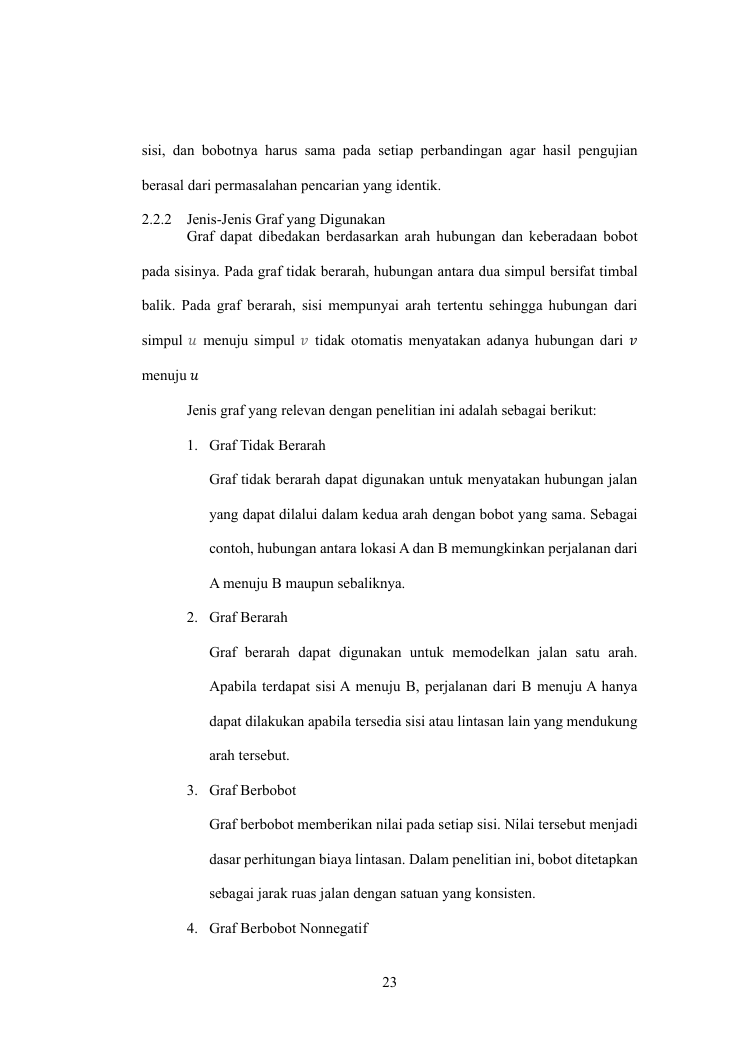 sisi, dan bobotnya harus sama pada setiap perbandingan agar hasil pengujian
berasal dari permasalahan pencarian yang identik.
2.2.2 Jenis-Jenis Graf yang Digunakan
Graf dapat dibedakan berdasarkan arah hubungan dan keberadaan bobot
pada sisinya. Pada graf tidak berarah, hubungan antara dua simpul bersifat timbal
balik. Pada graf berarah, sisi mempunyai arah tertentu sehingga hubungan dari
simpul 𝑢 menuju simpul 𝑣 tidak otomatis menyatakan adanya hubungan dari 𝑣
menuju 𝑢
Jenis graf yang relevan dengan penelitian ini adalah sebagai berikut:
1. Graf Tidak Berarah
Graf tidak berarah dapat digunakan untuk menyatakan hubungan jalan
yang dapat dilalui dalam kedua arah dengan bobot yang sama. Sebagai
contoh, hubungan antara lokasi A dan B memungkinkan perjalanan dari
A menuju B maupun sebaliknya.
2. Graf Berarah
Graf berarah dapat digunakan untuk memodelkan jalan satu arah.
Apabila terdapat sisi A menuju B, perjalanan dari B menuju A hanya
dapat dilakukan apabila tersedia sisi atau lintasan lain yang mendukung
arah tersebut.
3. Graf Berbobot
Graf berbobot memberikan nilai pada setiap sisi. Nilai tersebut menjadi
dasar perhitungan biaya lintasan. Dalam penelitian ini, bobot ditetapkan
sebagai jarak ruas jalan dengan satuan yang konsisten.
4. Graf Berbobot Nonnegatif
23